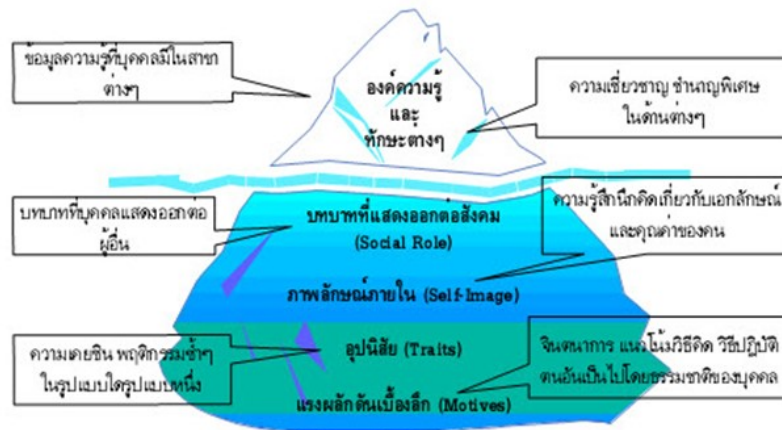 ข้อมูลความรู้ที่บุคคลมีในสาขา
ต่างๆ
องค์ความรู้
และ
ทักษะต่างๆ
ความเชี่ยวชาญ ชำนาญพิเศษ
ในด้านต่างๆ
บทบาทที่บุคคลแสดงออกต่อ
ผู้อื่น
บทบาทที่แสดงออกต่อสังคม
(Social Role)
ความรู้สึกนึกคิดเกี่ยวกับเอกลักษณ์
และคุณค่าของคน
ภาพลักษณ์ภายใน (Self-Image)
ความเคยชิน พฤติกรรมซ้ำๆ
ในรูปแบบใดรูปแบบหนึ่ง
อุปนิสัย (Traits)
จินตนาการ แนวโน้มวิธีคิด วิธีปฏิบัติ
ตนอันเป็นไปโดยธรรมชาติของบุคคล
แรงผลักดันเบื้องลึก (Motives)